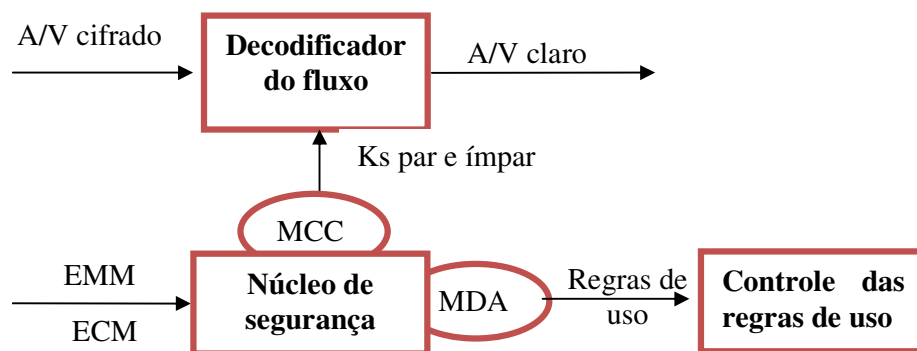 A/V cifrado
Decodificador
do fluxo
A/V claro
Ks par e ímpar
MCC
EMM
ECM
Núcleo de
segurança
MDA
Regras de
uso
Controle das
regras de uso